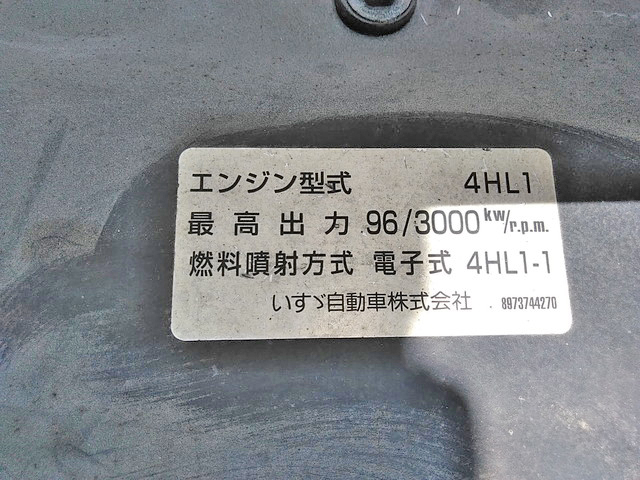 エンジン型式 4HL1
最高出力 96/3000 kw/r.p.m.
燃料噴射方式 電子式 4HL1-1
いすゞ自動車株式会社 8973744270